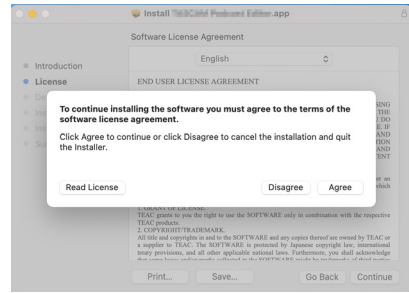 Install TASCAM Podcast Editor.app
Software License Agreement
English
Introduction
License
END USER LICENSE AGREEMENT
To continue installing the software you must agree to the terms of the
software license agreement.
Click Agree to continue or click Disagree to cancel the installation and quit
the Installer.
Read License
Disagree
Agree
1. GRANT OF LICENSE
TEAC grants to you the right to use the SOFTWARE only in combination with the respective
TEAC products.
2. COPYRIGHT/TRADEMARK
All title and copyrights in and to the SOFTWARE and any copies thereof are owned by TEAC or
a supplier to TEAC. The SOFTWARE is protected by Japanese copyright law, international
treaty provisions, and all other applicable national laws. Furthermore, you shall acknowledge
Print...
Save...
Go Back
Continue